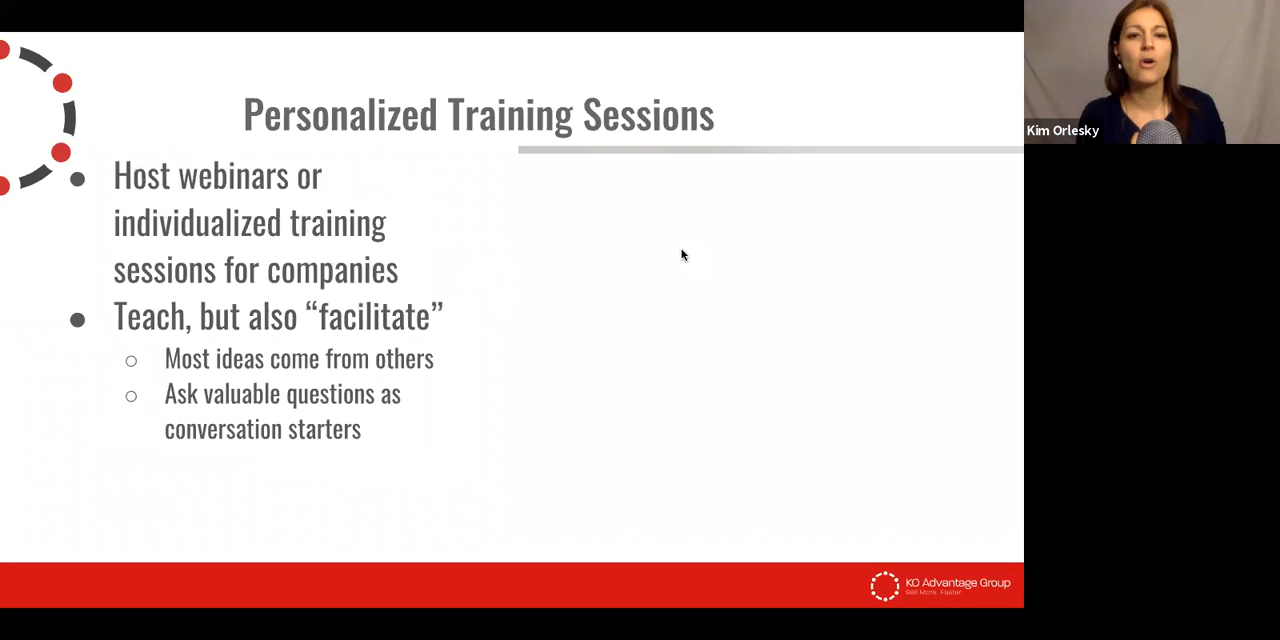 Personalized Training Sessions
Host webinars or
individualized training
sessions for companies
Teach, but also “facilitate”
Most ideas come from others
Ask valuable questions as
conversation starters
Kim Orlesky
KO Advantage Group
Sell More. Faster.